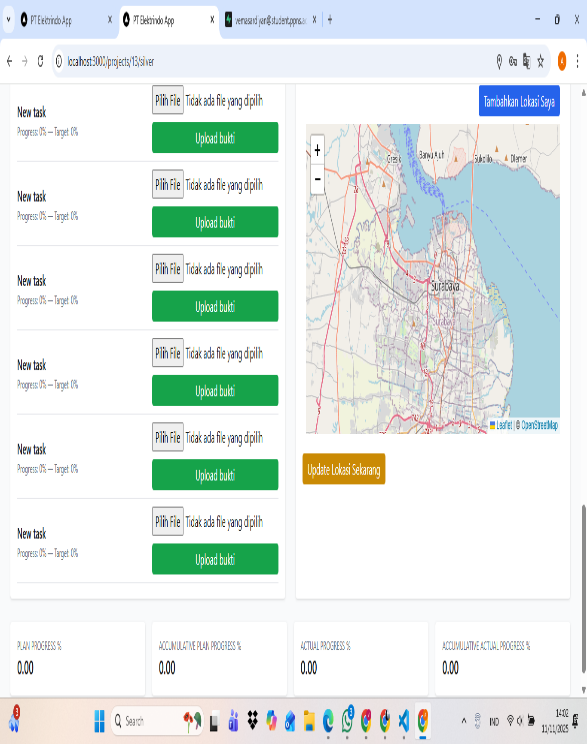 PT Elektrindo App
PT Elektrindo App
localhost:3000/projects/13/silver
New task
Progress: 0% — Target: 0%
Pilih File Tidak ada file yang dipilih
Upload bukti
New task
Progress: 0% — Target: 0%
Pilih File Tidak ada file yang dipilih
Upload bukti
New task
Progress: 0% — Target: 0%
Pilih File Tidak ada file yang dipilih
Upload bukti
New task
Progress: 0% — Target: 0%
Pilih File Tidak ada file yang dipilih
Upload bukti
New task
Progress: 0% — Target: 0%
Pilih File Tidak ada file yang dipilih
Upload bukti
New task
Progress: 0% — Target: 0%
Pilih File Tidak ada file yang dipilih
Upload bukti
Tambahkan Lokasi Saya
+
−
Gresik
Banyu Ajuh
Sukolilo
Dlemer
Surabaya
Surabaya
Leaflet | © OpenStreetMap
Update Lokasi Sekarang
PLAN PROGRESS %
0.00
ACCUMULATIVE PLAN PROGRESS %
0.00
ACTUAL PROGRESS %
0.00
ACCUMULATIVE ACTUAL PROGRESS %
0.00
Search
IND
14:02
11/11/2025